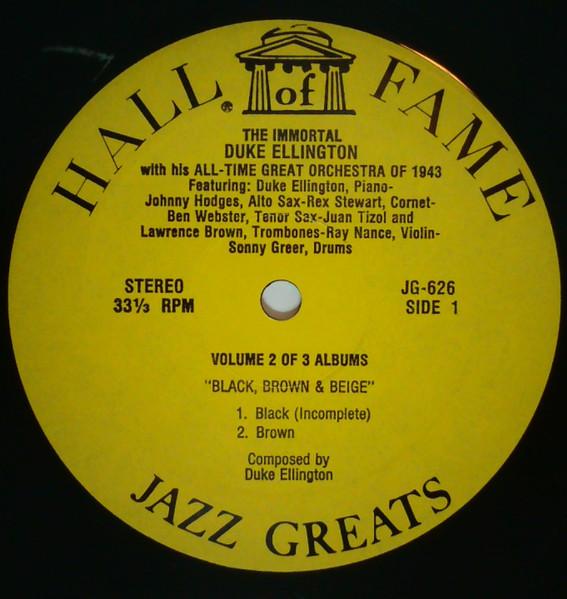 HALL of FAME
THE IMMORTAL
DUKE ELLINGTON
with his ALL-TIME GREAT ORCHESTRA OF 1943
Featuring: Duke Ellington, Piano-
Johnny Hodges, Alto Sax-Rex Stewart, Cornet-
Ben Webster, Tenor Sax-Juan Tizol and
Lawrence Brown, Trombones-Ray Nance, Violin-
Sonny Greer, Drums
STEREO
33⅓ RPM
JG-626
SIDE 1
VOLUME 2 OF 3 ALBUMS
"BLACK, BROWN & BEIGE"
1. Black (Incomplete)
2. Brown
Composed by
Duke Ellington
JAZZ GREATS